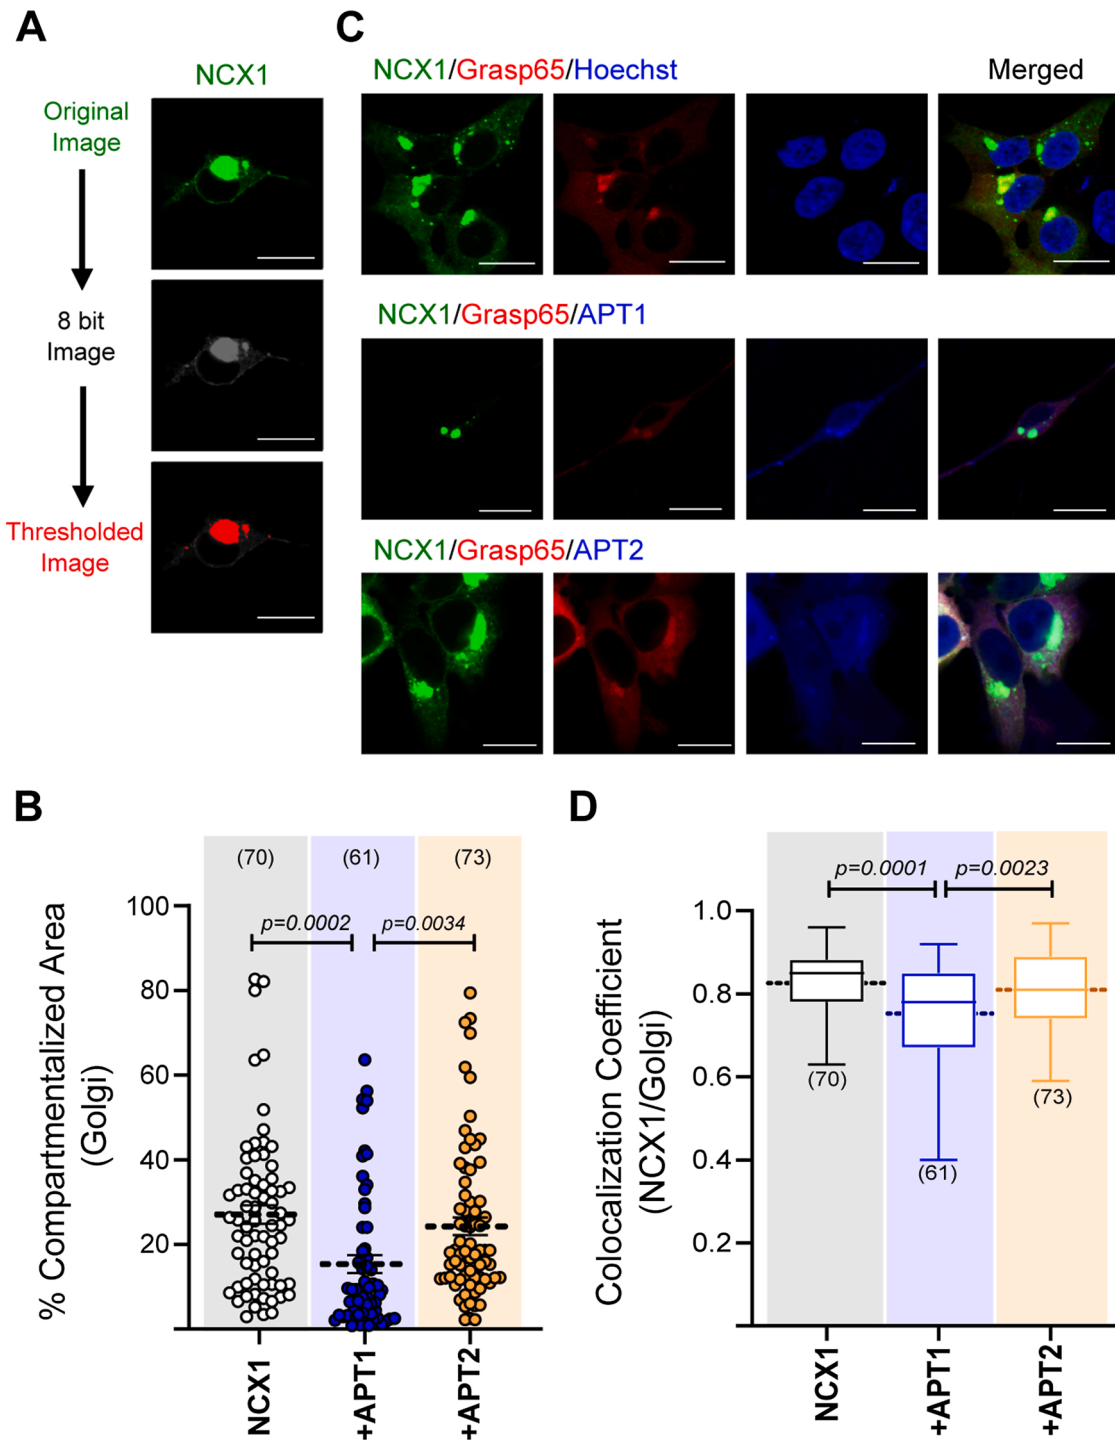 A
NCX1
Original
Image
8 bit
Image
Thresholded
Image
C
NCX1/Grasp65/Hoechst
Merged
NCX1/Grasp65/APT1
NCX1/Grasp65/APT2
B
% Compartmentalized Area
(Golgi)
(70)
(61)
(73)
p=0.0002
p=0.0034
100
80
60
40
20
NCX1
+APT1
+APT2
D
Colocalization Coefficient
(NCX1/Golgi)
p=0.0001
p=0.0023
1.0
0.8
0.6
0.4
0.2
(70)
(61)
(73)
NCX1
+APT1
+APT2